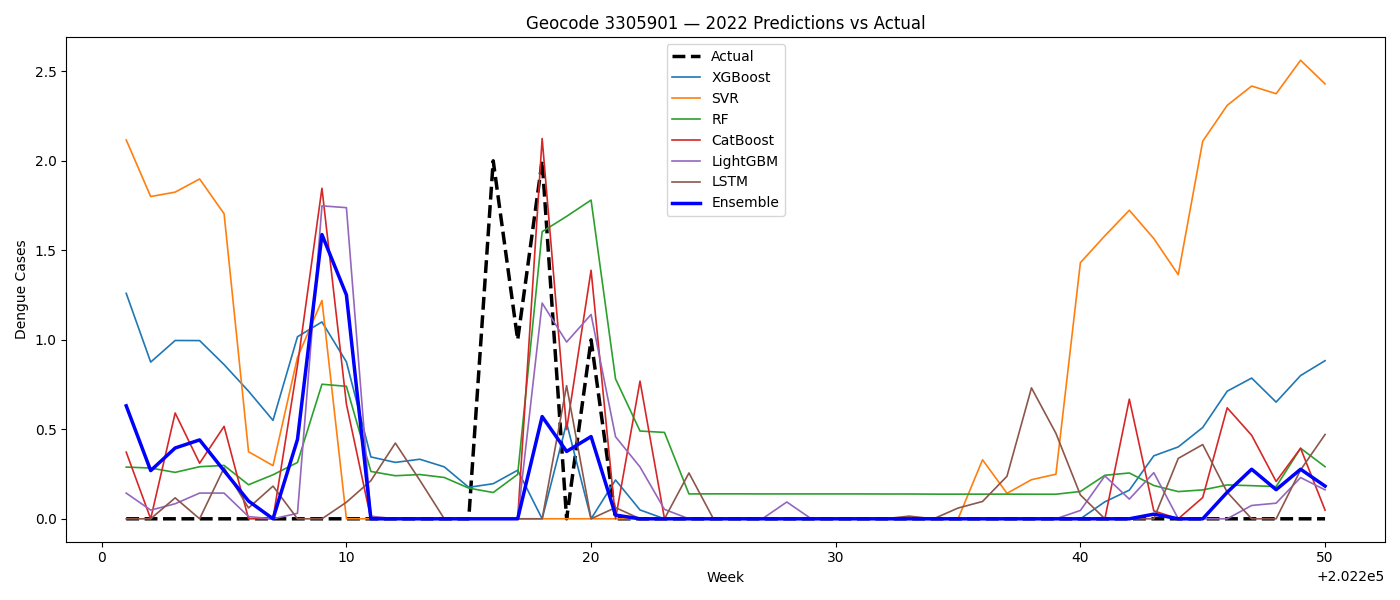 Geocode 3305901 — 2022 Predictions vs Actual
Actual
XGBoost
SVR
RF
CatBoost
LightGBM
LSTM
Ensemble
Dengue Cases
2.5
2.0
1.5
1.0
0.5
0.0
0 10 20 30 40 50
+2.022e5
Week